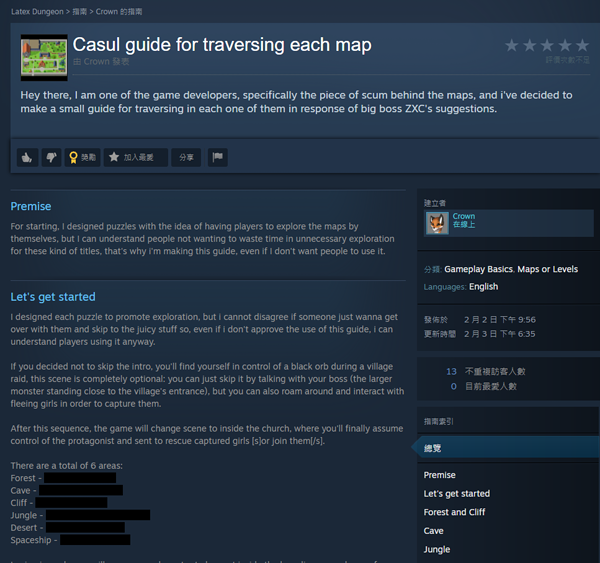 Latex Dungeon > 指南 > Crown 的指南
Casul guide for traversing each map
由 Crown 發表
評價次數不足
Hey there, I am one of the game developers, specifically the piece of scum behind the maps, and i've decided to
make a small guide for traversing in each one of them in response of big boss ZXC's suggestions.
獎勵
加入最愛
分享
Premise
For starting, I designed puzzles with the idea of having players to explore the maps by
themselves, but I can understand people not wanting to waste time in unnecessary exploration
for these kind of titles, that's why i'm making this guide, even if I don't want people to use it.
Let's get started
I designed each puzzle to promote exploration, but i cannot disagree if someone just wanna get
over with them and skip to the juicy stuff so, even if i don't approve the use of this guide, i can
understand players using it anyway.
If you decided not to skip the intro, you'll find yourself in control of a black orb during a village
raid, this scene is completely optional: you can just skip it by talking with your boss (the larger
monster standing close to the village's entrance), but you can also roam around and interact with
fleeing girls in order to capture them.
After this sequence, the game will change scene to inside the church, where you'll finally assume
control of the protagonist and sent to rescue captured girls [s]or join them[/s].
There are a total of 6 areas:
Forest -
Cave -
Cliff -
Jungle -
Desert -
Spaceship -
建立者
Crown
在線上
分類: Gameplay Basics, Maps or Levels
Languages: English
發佈於 2 月 2 日 下午 9:56
更新時間 2 月 3 日 下午 6:35
13 不重複訪客人數
0 目前最愛人數
指南索引
總覽
Premise
Let's get started
Forest and Cliff
Cave
Jungle